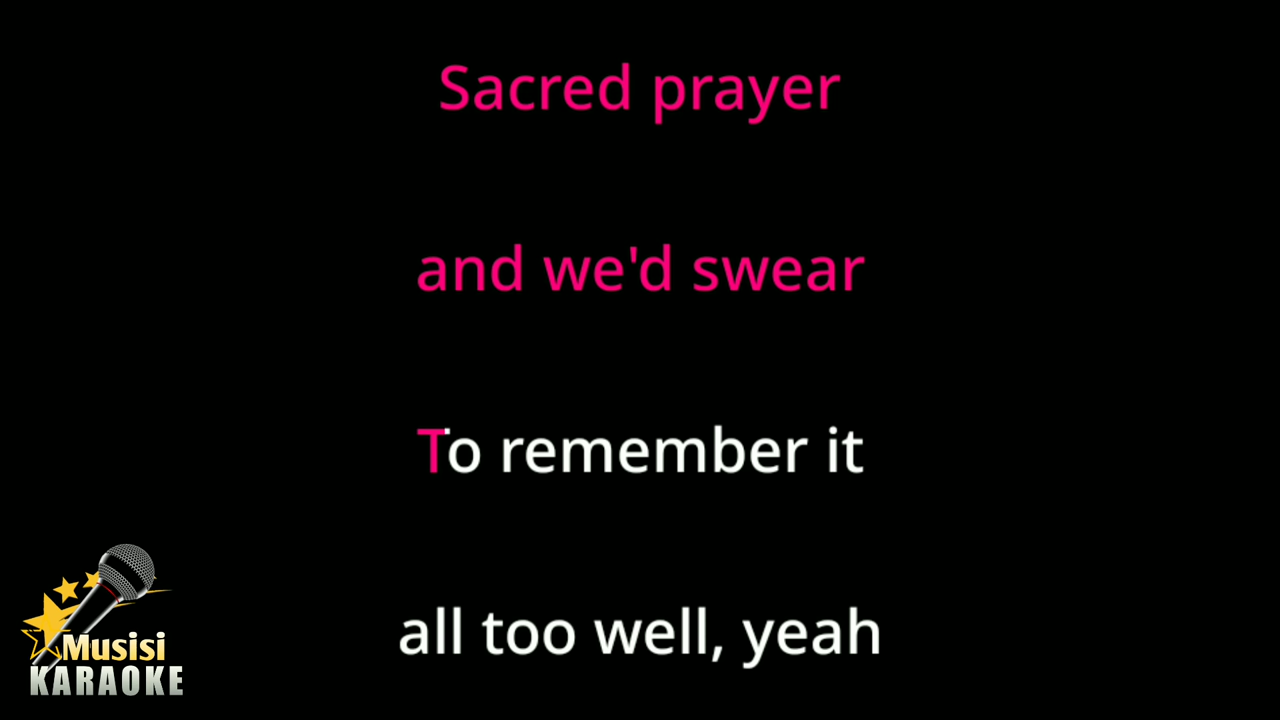 Sacred prayer
and we'd swear
To remember it
all too well, yeah
Musisi
KARAOKE